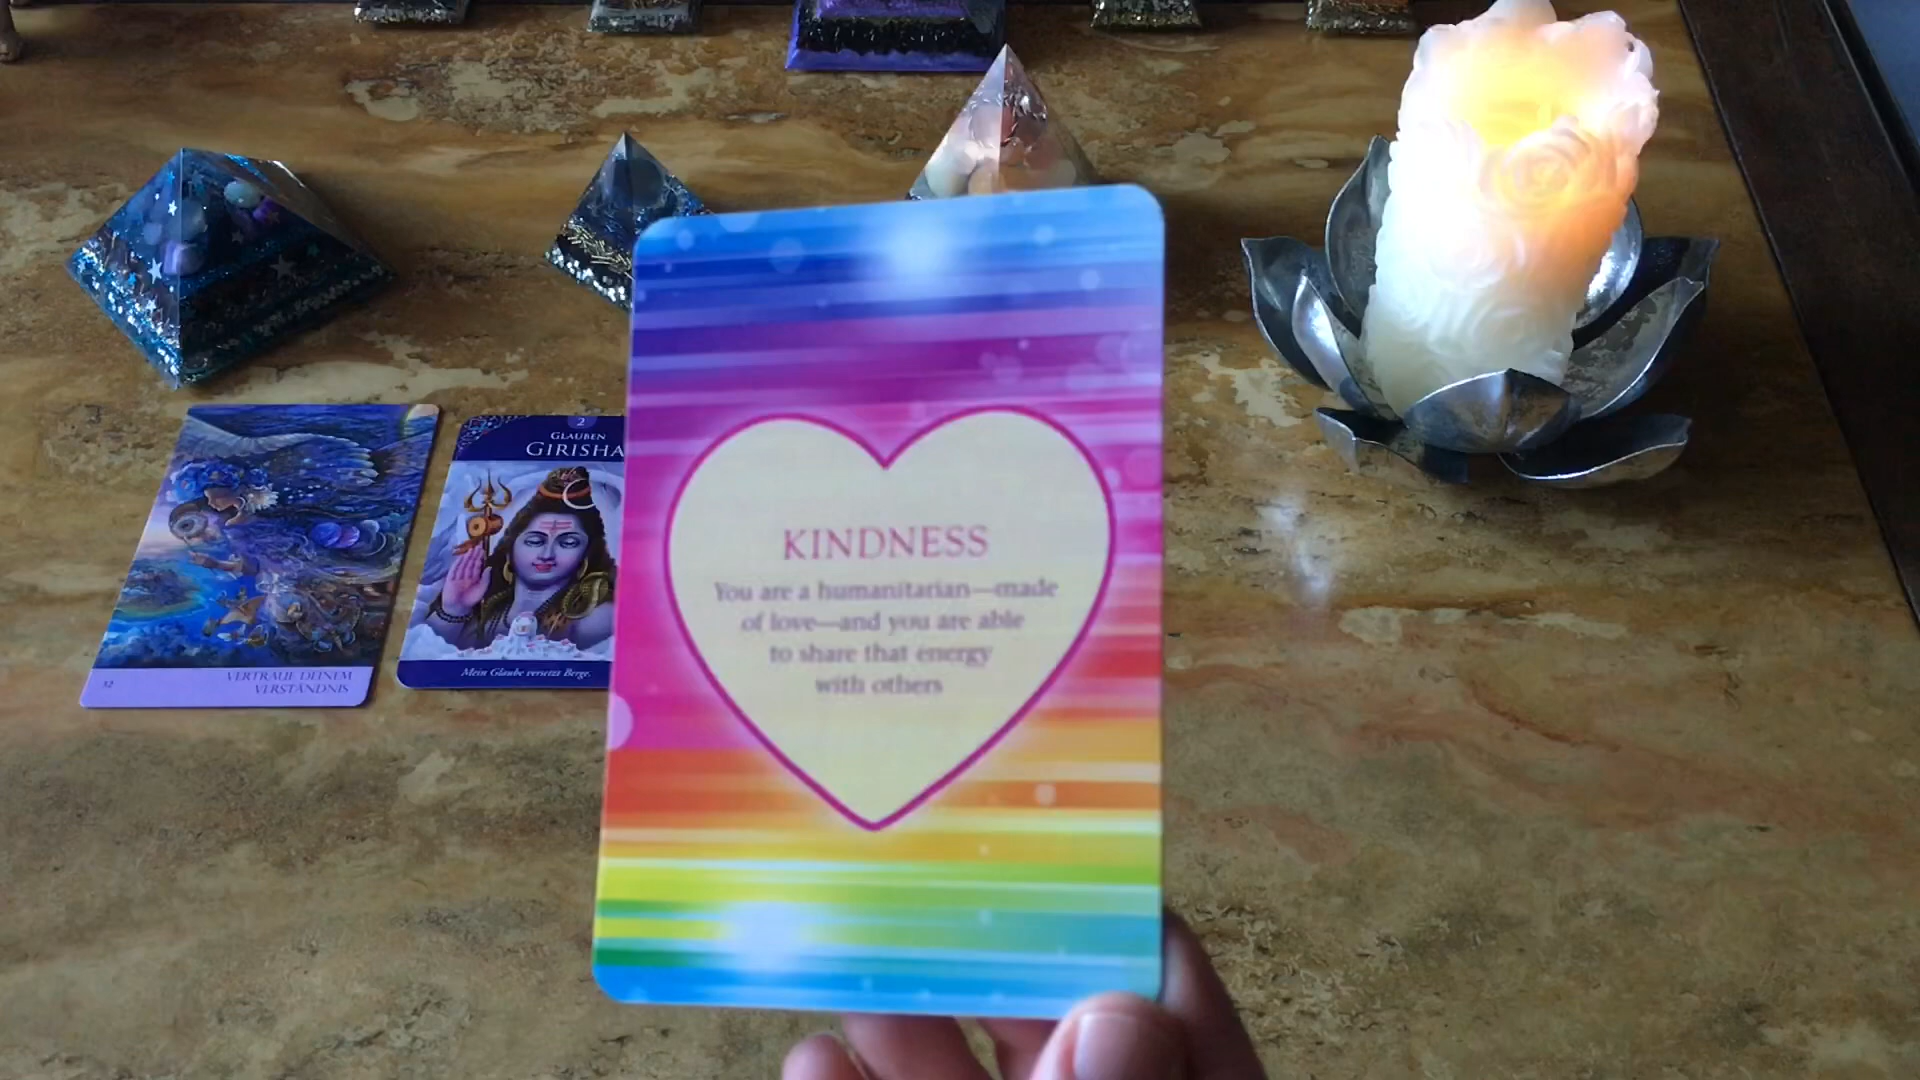 KINDNESS
You are a humanitarian—made
of love—and you are able
to share that energy
with others
2
GLAUBEN
GIRISHA
Mein Glaube versetzt Berge.
32
VERTRAUE DEINEM
VERSTÄNDNIS